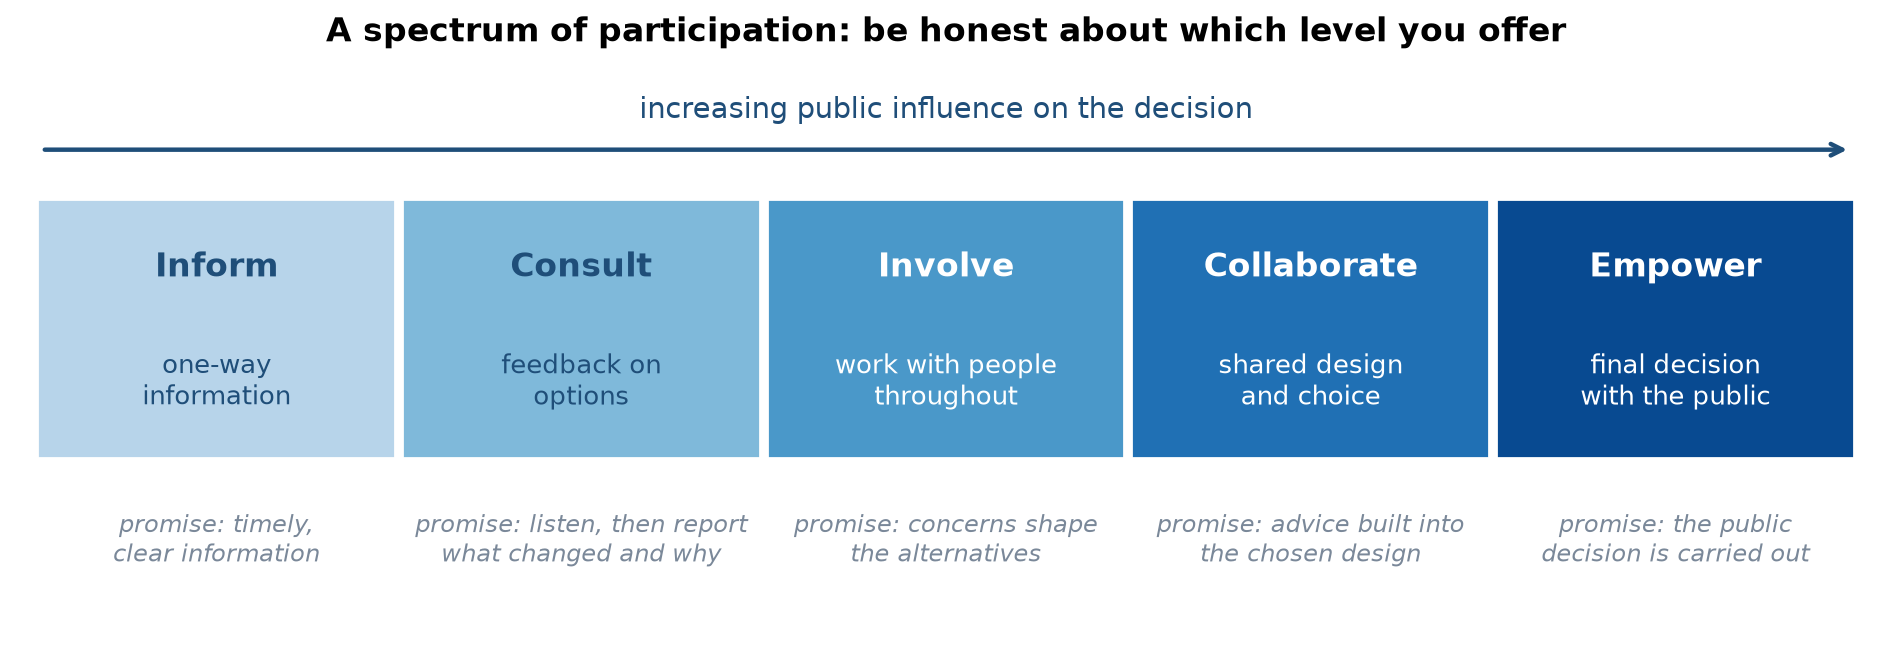 A spectrum of participation: be honest about which level you offer
increasing public influence on the decision
Inform
one-way
information
promise: timely,
clear information
Consult
feedback on
options
promise: listen, then report
what changed and why
Involve
work with people
throughout
promise: concerns shape
the alternatives
Collaborate
shared design
and choice
promise: advice built into
the chosen design
Empower
final decision
with the public
promise: the public
decision is carried out